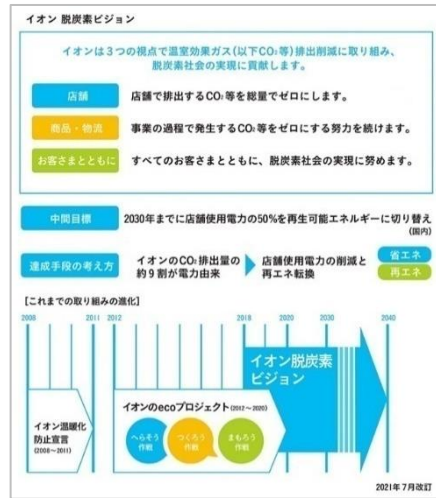 イオン 脱炭素ビジョン
イオンは3つの視点で温室効果ガス(以下CO₂等)排出削減に取り組み、
脱炭素社会の実現に貢献します。
店舗
店舗で排出するCO₂等を総量でゼロにします。
商品・物流
事業の過程で発生するCO₂等をゼロにする努力を続けます。
お客さまとともに
すべてのお客さまとともに、脱炭素社会の実現に努めます。
中間目標
2030年までに店舗使用電力の50%を再生可能エネルギーに切り替え
(国内)
達成手段の考え方
イオンのCO₂排出量の
約9割が電力由来
店舗使用電力の削減と
再エネ転換
省エネ
再エネ
[これまでの取り組みの進化]
2008 2011 2012 2018 2020 2030 2040
イオン脱炭素
ビジョン
イオン温暖化
防止宣言
(2008~2011)
イオンのecoプロジェクト(2012~2020)
へらそう
作戦
つくろう
作戦
まもろう
作戦
2021年7月改訂